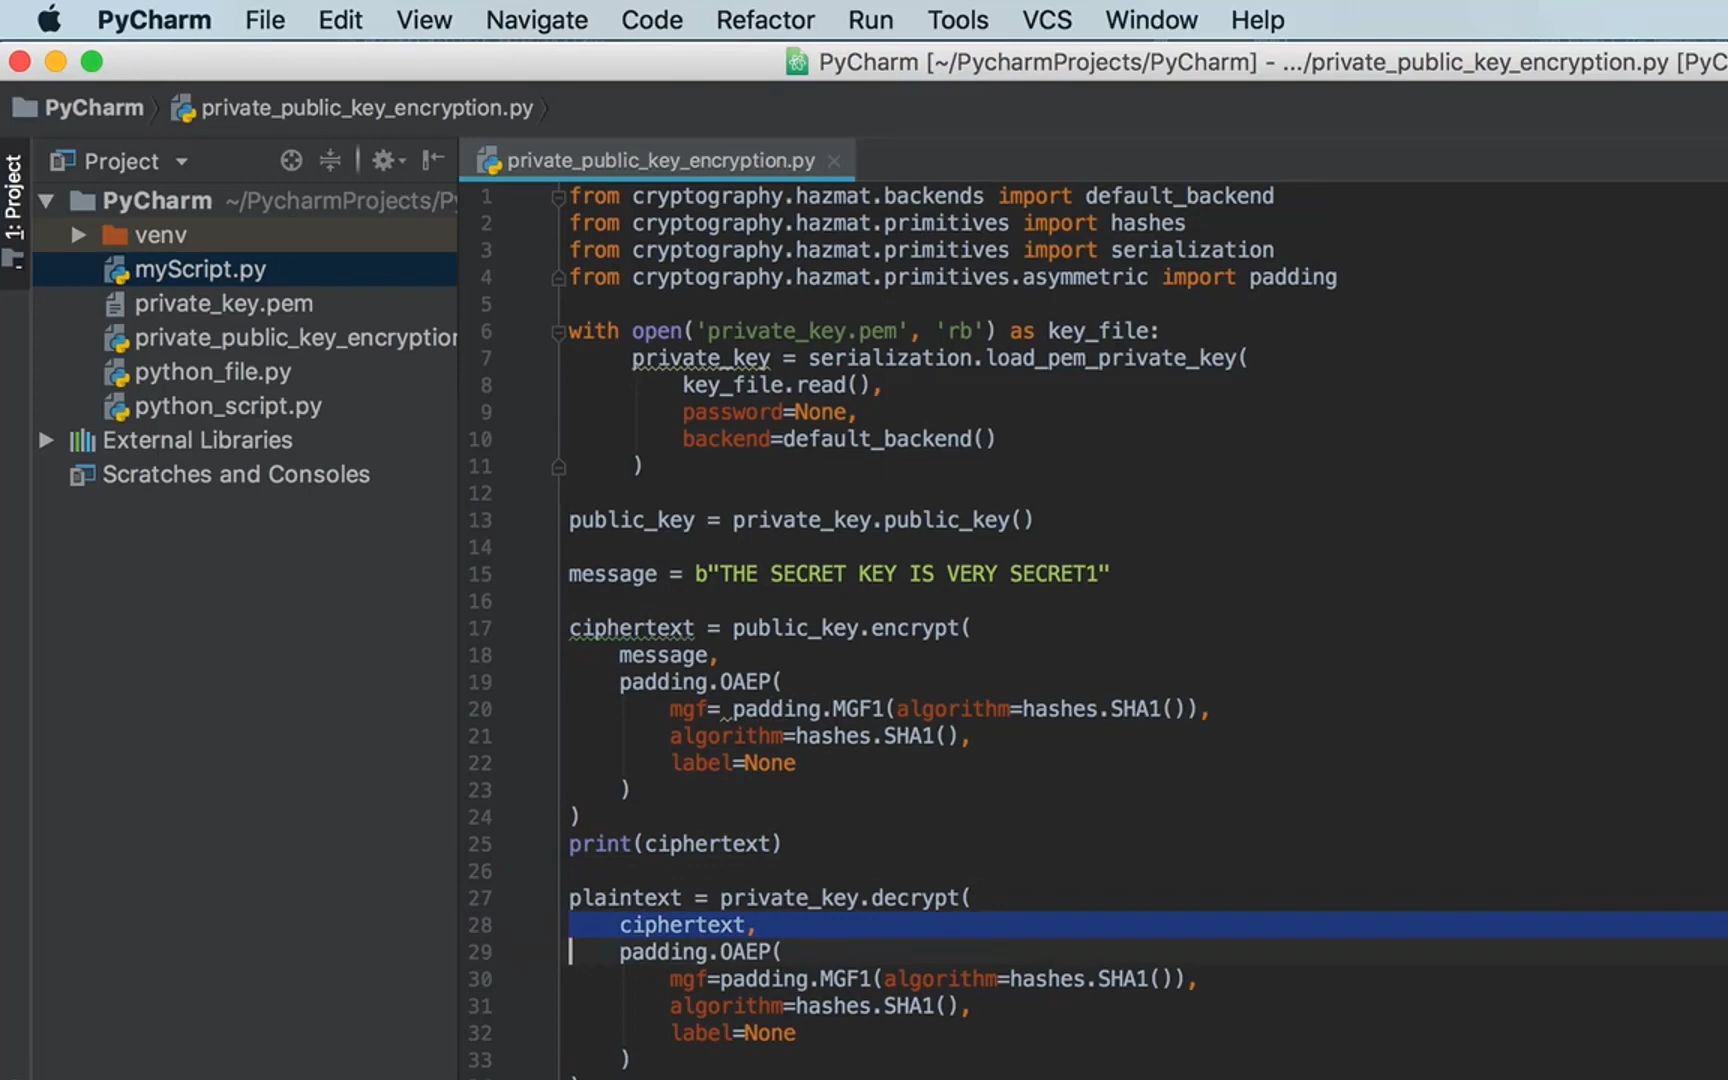 PyCharm File Edit View Navigate Code Refactor Run Tools VCS Window Help
PyCharm [~/PycharmProjects/PyCharm] - .../private_public_key_encryption.py [PyC
PyCharm private_public_key_encryption.py
1: Project
Project
PyCharm ~/PycharmProjects/P
venv
myScript.py
private_key.pem
private_public_key_encryption
python_file.py
python_script.py
External Libraries
Scratches and Consoles
private_public_key_encryption.py
1 from cryptography.hazmat.backends import default_backend
2 from cryptography.hazmat.primitives import hashes
3 from cryptography.hazmat.primitives import serialization
4 from cryptography.hazmat.primitives.asymmetric import padding
5
6 with open('private_key.pem', 'rb') as key_file:
7 private_key = serialization.load_pem_private_key(
8 key_file.read(),
9 password=None,
10 backend=default_backend()
11 )
12
13 public_key = private_key.public_key()
14
15 message = b"THE SECRET KEY IS VERY SECRET1"
16
17 ciphertext = public_key.encrypt(
18 message,
19 padding.OAEP(
20 mgf= padding.MGF1(algorithm=hashes.SHA1()),
21 algorithm=hashes.SHA1(),
22 label=None
23 )
24 )
25 print(ciphertext)
26
27 plaintext = private_key.decrypt(
28 ciphertext,
29 padding.OAEP(
30 mgf=padding.MGF1(algorithm=hashes.SHA1()),
31 algorithm=hashes.SHA1(),
32 label=None
33 )